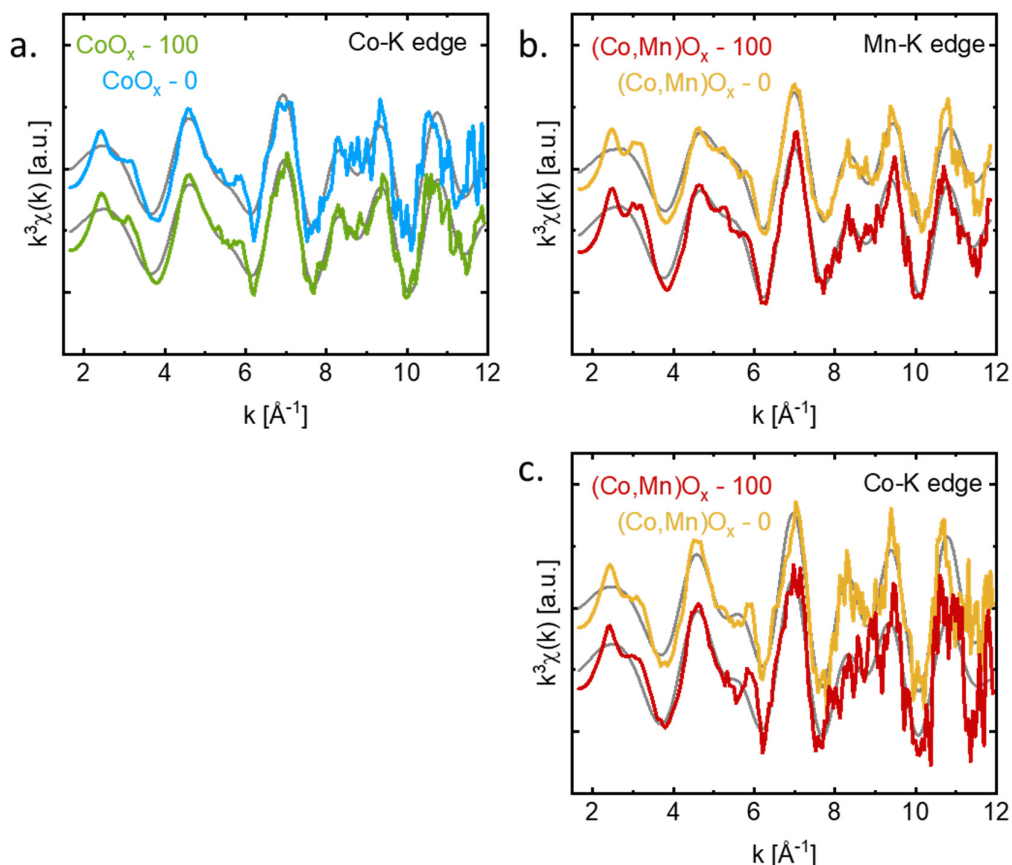 a.
CoOx - 100
Co-K edge
CoOx - 0
k³χ(k) [a.u.]
2 4 6 8 10 12
k [Å⁻¹]
b.
(Co,Mn)Ox - 100
Mn-K edge
(Co,Mn)Ox - 0
k³χ(k) [a.u.]
2 4 6 8 10 12
k [Å⁻¹]
c.
(Co,Mn)Ox - 100
Co-K edge
(Co,Mn)Ox - 0
k³χ(k) [a.u.]
2 4 6 8 10 12
k [Å⁻¹]